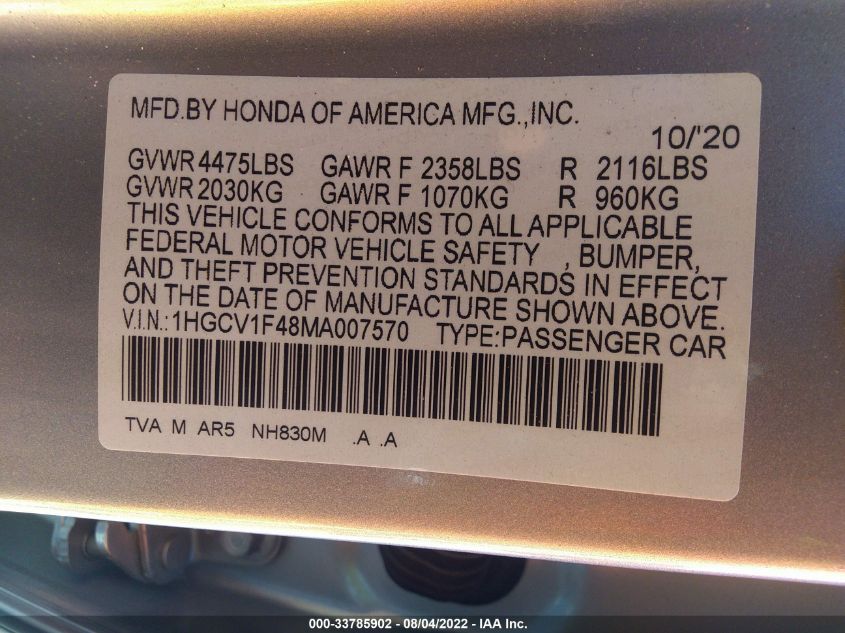 MFD.BY HONDA OF AMERICA MFG.,INC.
10/'20
GVWR 4475LBS GAWR F 2358LBS R 2116LBS
GVWR 2030KG GAWR F 1070KG R 960KG
THIS VEHICLE CONFORMS TO ALL APPLICABLE
FEDERAL MOTOR VEHICLE SAFETY , BUMPER,
AND THEFT PREVENTION STANDARDS IN EFFECT
ON THE DATE OF MANUFACTURE SHOWN ABOVE.
V.I.N.:1HGCV1F48MA007570 TYPE:PASSENGER CAR
TVA M AR5 NH830M .A .A
000-33785902 - 08/04/2022 - IAA Inc.